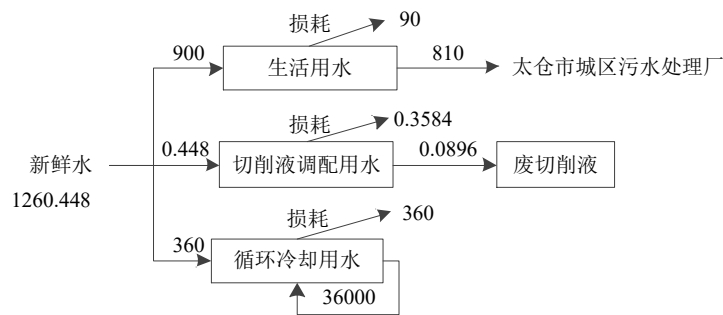 损耗 90
900 生活用水 810 太仓市城区污水处理厂
损耗 0.3584
新鲜水 0.448 切削液调配用水 0.0896 废切削液
1260.448
损耗 360
360 循环冷却用水
36000